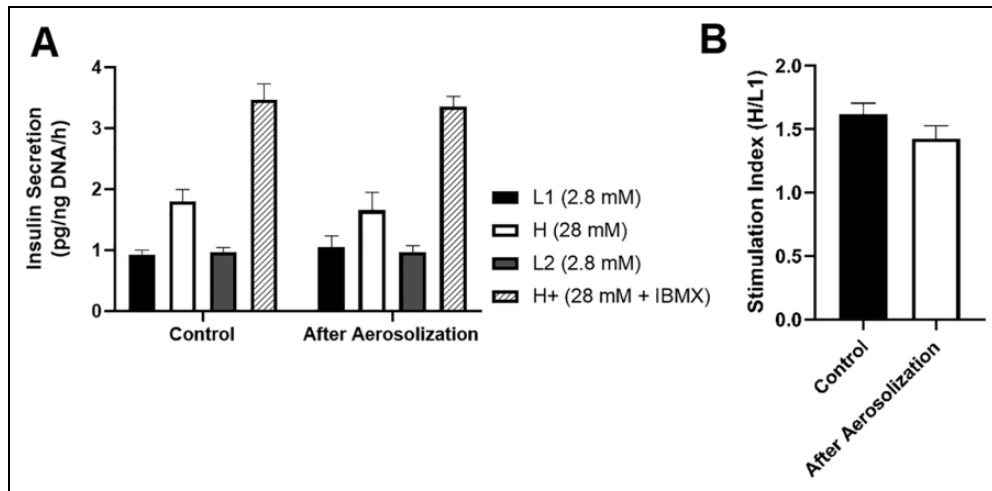 A
Insulin Secretion
(pg/ng DNA/h)
4
3
2
1
0
Control
After Aerosolization
L1 (2.8 mM)
H (28 mM)
L2 (2.8 mM)
H+ (28 mM + IBMX)
B
Stimulation Index (H/L1)
2.0
1.5
1.0
0.5
0.0
Control
After Aerosolization